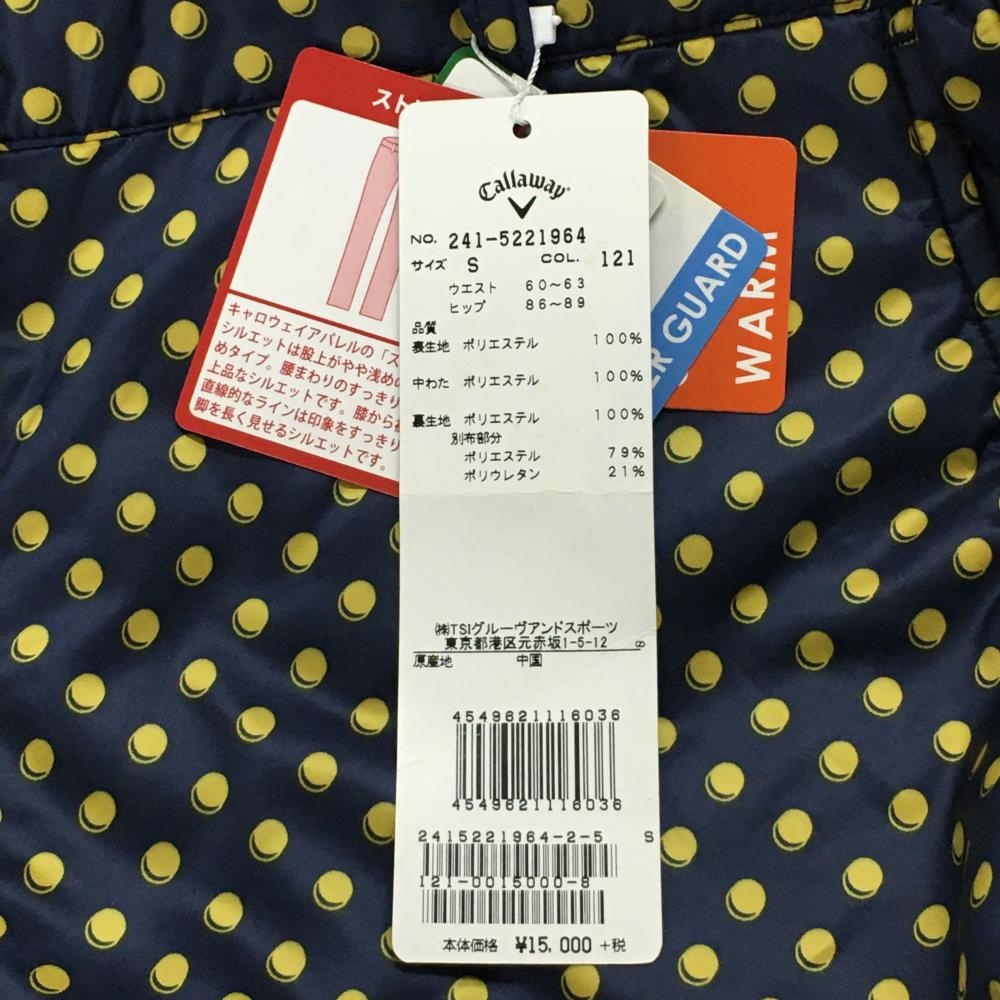 スト
キャロウェイアパレルの「ス
シルエットは股上がやや浅めの
めタイプ。腰まわりのすっきり
上品なシルエットです。膝から裾
直線的なラインは印象をすっきり
脚を長く見せるシルエットです。
Callaway
NO. 241-5221964
サイズ S COL. 121
ウエスト 60~63
ヒップ 86~89
品質
裏生地 ポリエステル 100%
中わた ポリエステル 100%
裏生地 ポリエステル 100%
別布部分
ポリエステル 79%
ポリウレタン 21%
㈱TSIグルーヴアンドスポーツ
東京都港区元赤坂1-5-12 8
原産地 中国
4549621116036
4549621116036
2415221964-2-5 S
121-0015000-8
本体価格 ¥15,000 +税
ER GUARD
WARM